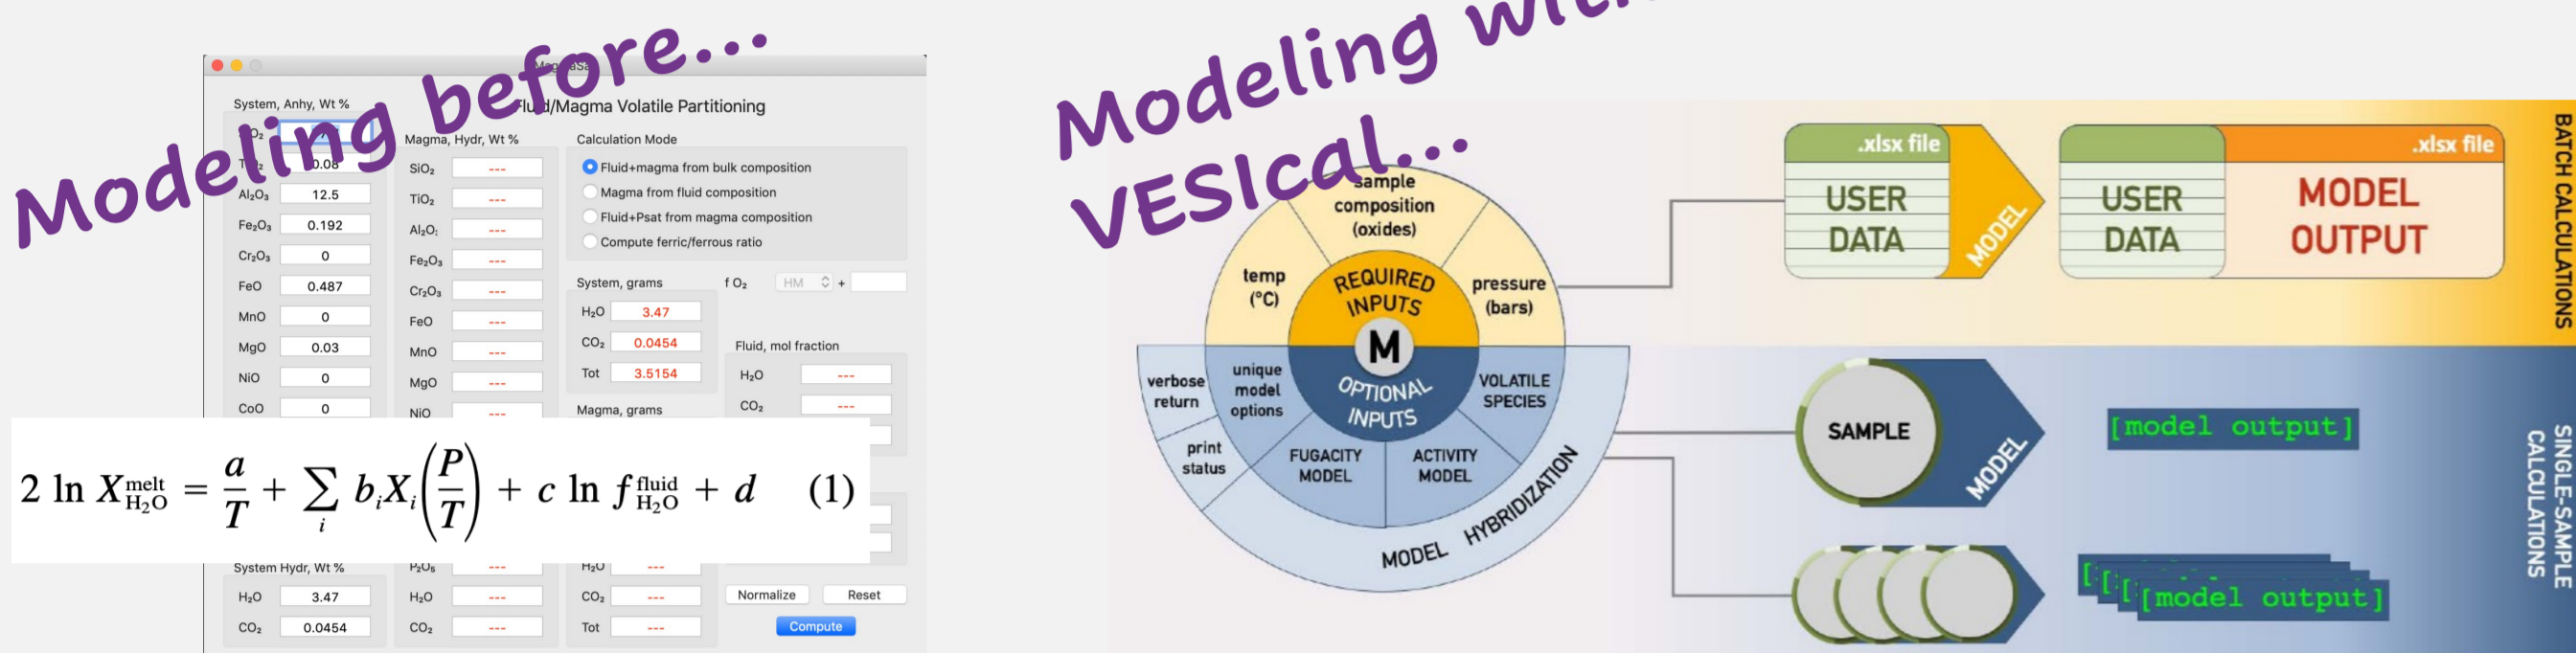 Modeling before...
Fluid/Magma Volatile Partitioning
System, Anhy, Wt %
Al₂O₃ 12.5
Fe₂O₃ 0.192
Cr₂O₃ 0
FeO 0.487
MnO 0
MgO 0.03
NiO 0
CoO 0
0.08
Magma, Hydr, Wt %
SiO₂ ---
TiO₂ ---
Al₂O: ---
Fe₂O₃ ---
Cr₂O₃ ---
FeO ---
MnO ---
MgO ---
NiO ---
Calculation Mode
Fluid+magma from bulk composition
Magma from fluid composition
Fluid+Psat from magma composition
Compute ferric/ferrous ratio
System, grams
H₂O 3.47
CO₂ 0.0454
Tot 3.5154
f O₂ HM +
Fluid, mol fraction
H₂O ---
CO₂ ---
Magma, grams
2 ln X^melt_H₂O = a/T + ∑_i b_i X_i (P/T) + c ln f^fluid_H₂O + d (1)
System Hydr, Wt %
H₂O 3.47
CO₂ 0.0454
P₂O₅ ---
H₂O ---
CO₂ ---
H₂O ---
CO₂ ---
Tot ---
Normalize Reset
Compute
Modeling
VESIcal...
sample
composition
(oxides)
temp
(°C)
pressure
(bars)
REQUIRED
INPUTS
M
OPTIONAL
INPUTS
verbose
return
print
status
unique
model
options
FUGACITY
MODEL
ACTIVITY
MODEL
VOLATILE
SPECIES
MODEL HYBRIDIZATION
.xlsx file
USER
DATA
MODEL
USER
DATA
.xlsx file
MODEL
OUTPUT
BATCH CALCULATIONS
SAMPLE
MODEL
[model output]
[model output]
SINGLE-SAMPLE
CALCULATIONS